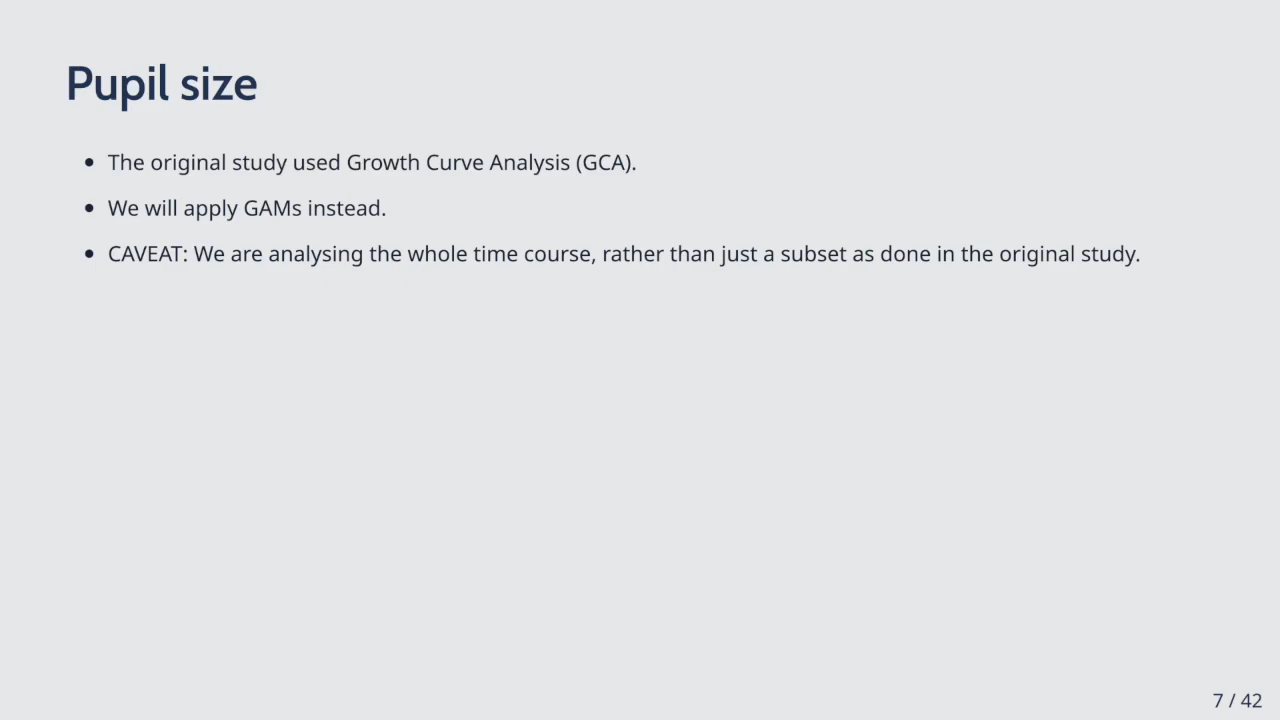 Pupil size
• The original study used Growth Curve Analysis (GCA).
• We will apply GAMs instead.
• CAVEAT: We are analysing the whole time course, rather than just a subset as done in the original study.
7 / 42